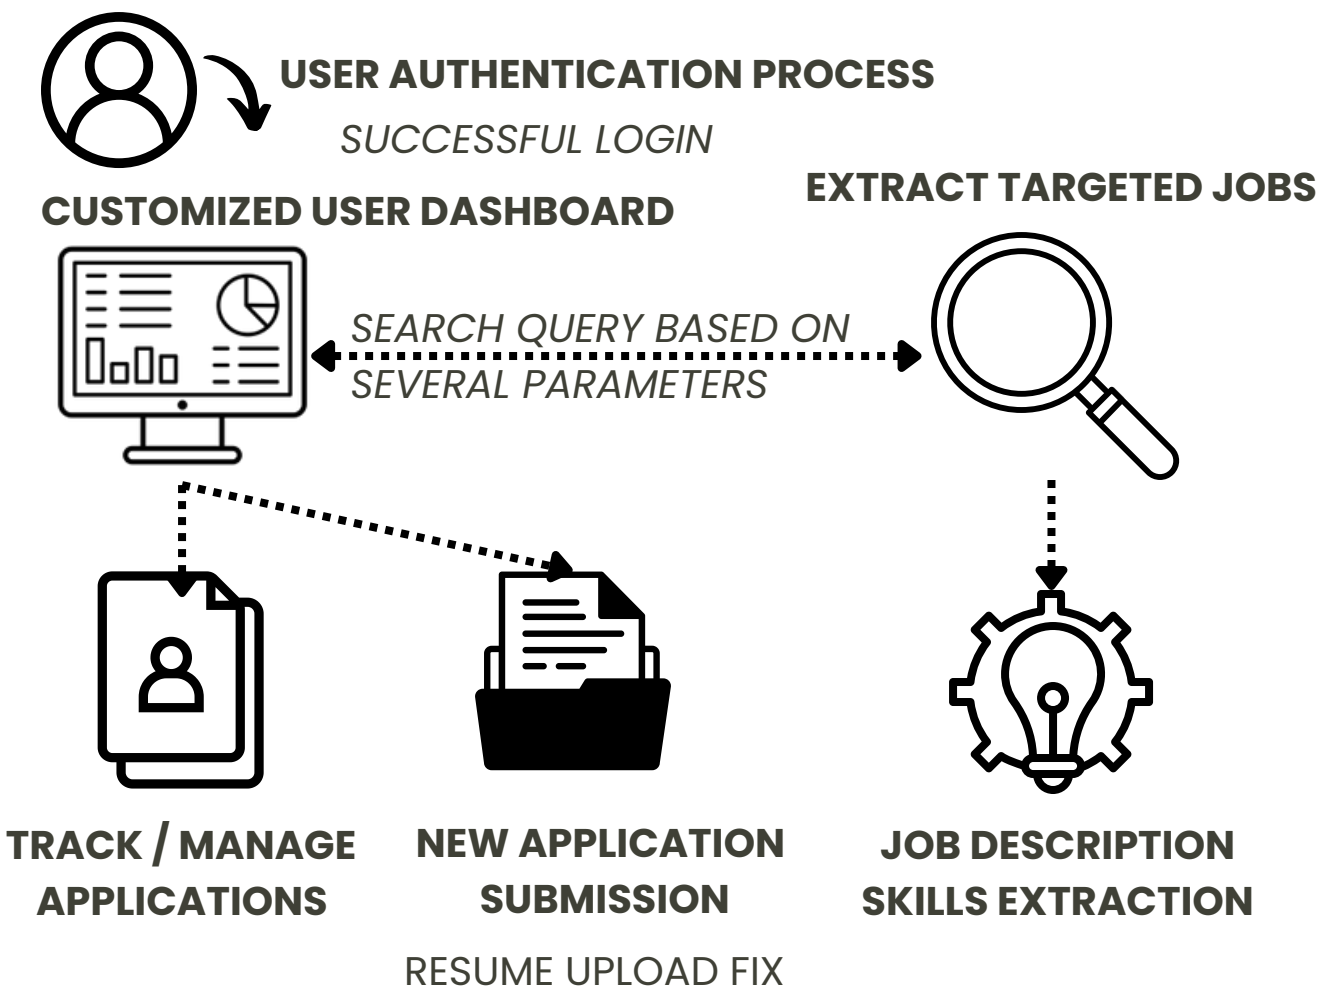 USER AUTHENTICATION PROCESS
SUCCESSFUL LOGIN
EXTRACT TARGETED JOBS
CUSTOMIZED USER DASHBOARD
SEARCH QUERY BASED ON
SEVERAL PARAMETERS
TRACK / MANAGE
APPLICATIONS
NEW APPLICATION
SUBMISSION
RESUME UPLOAD FIX
JOB DESCRIPTION
SKILLS EXTRACTION